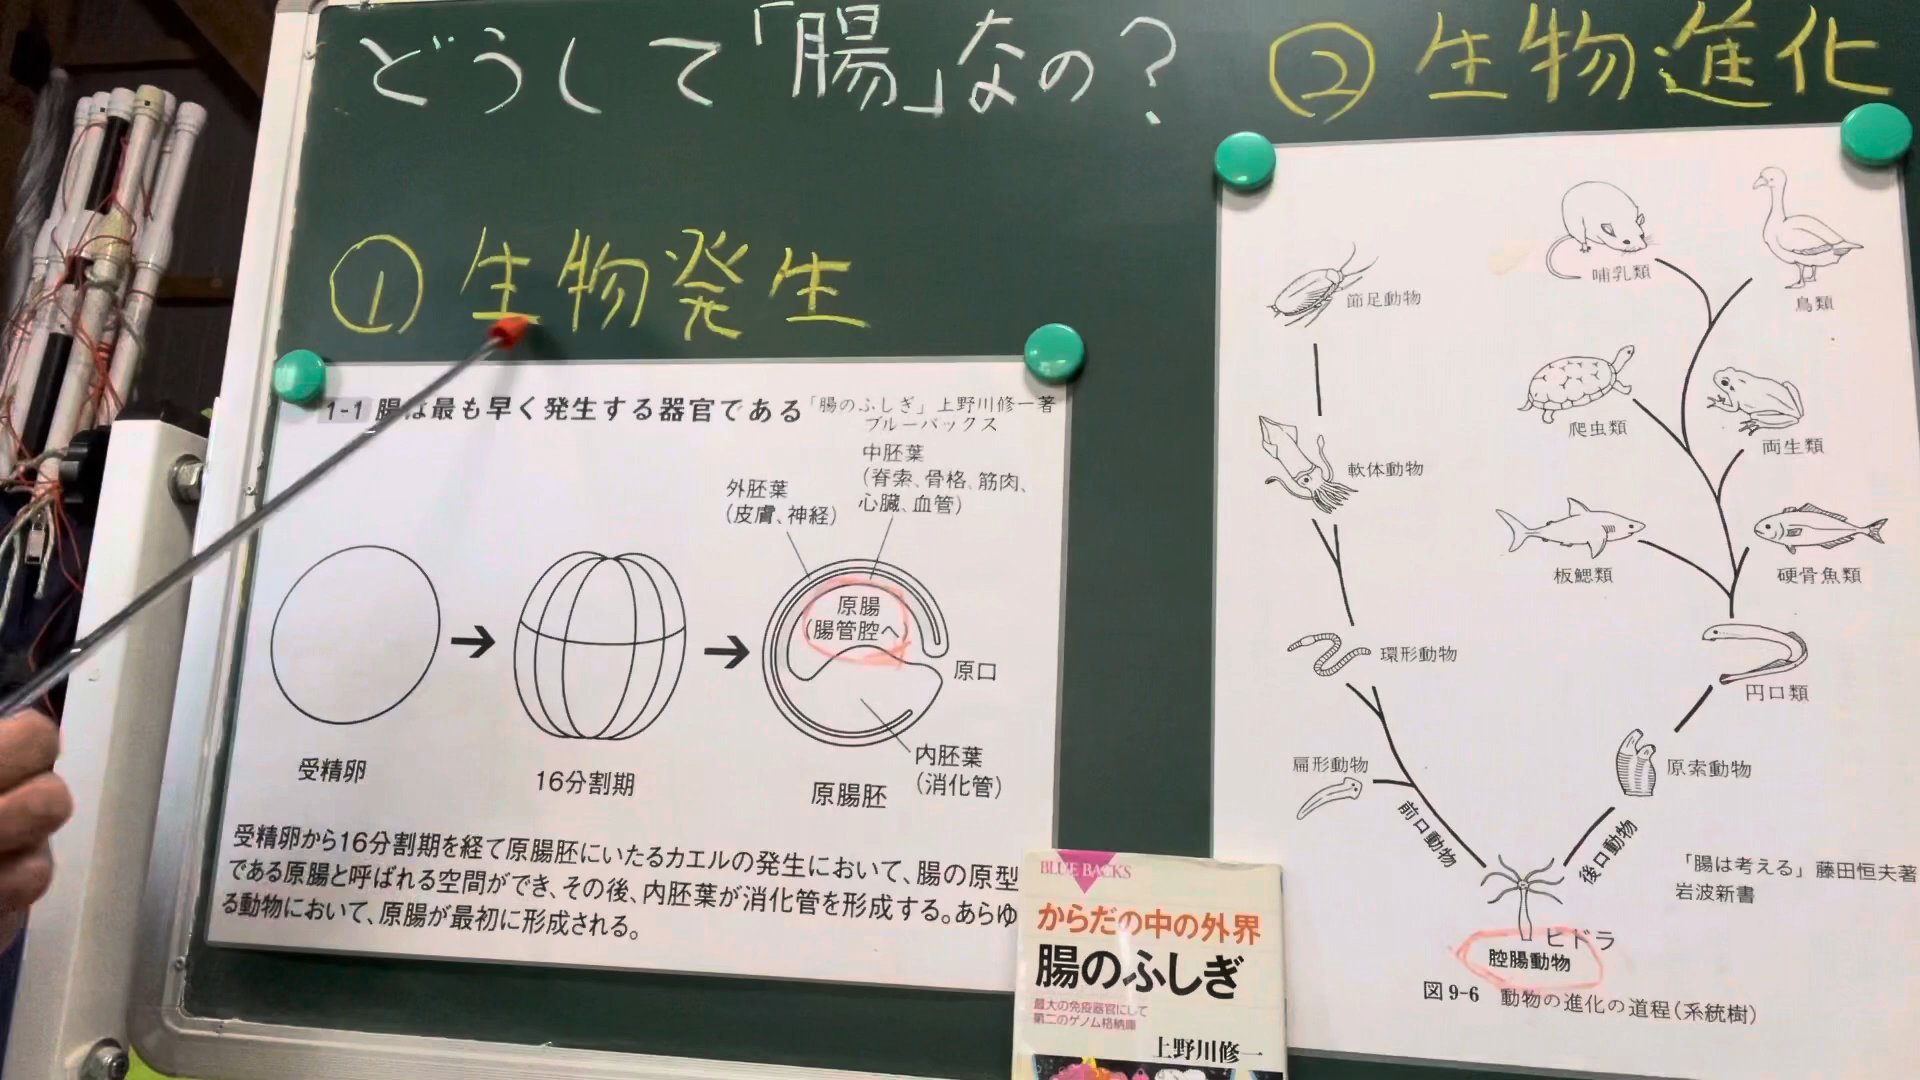 どうして「腸」なの?
①生物発生
1-1 腸は最も早く発生する器官である
「腸のふしぎ」上野川修一著
ブルーバックス
外胚葉
(皮膚、神経)
中胚葉
(脊索、骨格、筋肉、
心臓、血管)
原腸
(腸管腔へ)
原口
内胚葉
(消化管)
受精卵
16分割期
原腸胚
受精卵から16分割期を経て原腸胚にいたるカエルの発生において、腸の原型
である原腸と呼ばれる空間ができ、その後、内胚葉が消化管を形成する。あらゆ
る動物において、原腸が最初に形成される。
②生物進化
哺乳類
鳥類
節足動物
爬虫類
両生類
軟体動物
板鰓類
硬骨魚類
環形動物
円口類
扁形動物
原索動物
前口動物
後口動物
「腸は考える」藤田恒夫著
岩波新書
ヒドラ
腔腸動物
図9-6 動物の進化の道程(系統樹)
BLUE BACKS
からだの中の外界
腸のふしぎ
最大の免疫器官にして
第二のゲノム格納庫
上野川修一